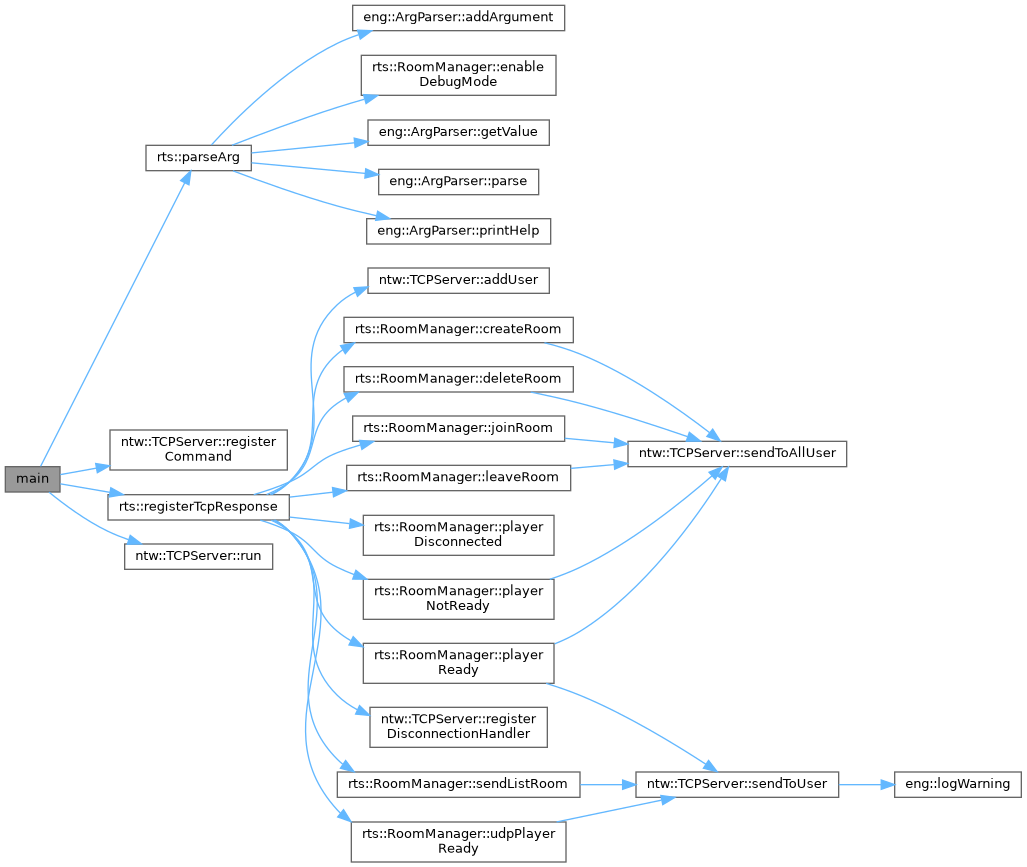 eng::ArgParser::addArgument
rts::RoomManager::enable
DebugMode
eng::ArgParser::getValue
rts::parseArg
eng::ArgParser::parse
eng::ArgParser::printHelp
ntw::TCPServer::addUser
rts::RoomManager::createRoom
rts::RoomManager::deleteRoom
rts::RoomManager::joinRoom
ntw::TCPServer::register
Command
ntw::TCPServer::sendToAllUser
main
rts::RoomManager::leaveRoom
rts::registerTcpResponse
rts::RoomManager::player
Disconnected
ntw::TCPServer::run
rts::RoomManager::player
NotReady
rts::RoomManager::player
Ready
ntw::TCPServer::register
DisconnectionHandler
rts::RoomManager::sendListRoom
ntw::TCPServer::sendToUser
eng::logWarning
rts::RoomManager::udpPlayer
Ready